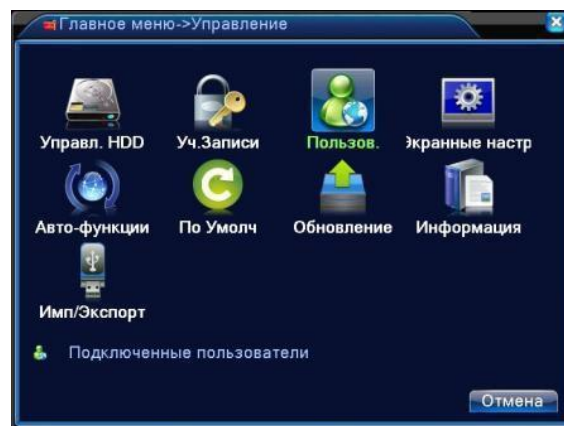 Главное меню->Управление
Управл. HDD Уч.Записи Пользов. Экранные настр
Авто-функции По Умолч Обновление Информация
Имп/Экспорт
Подключенные пользователи
Отмена